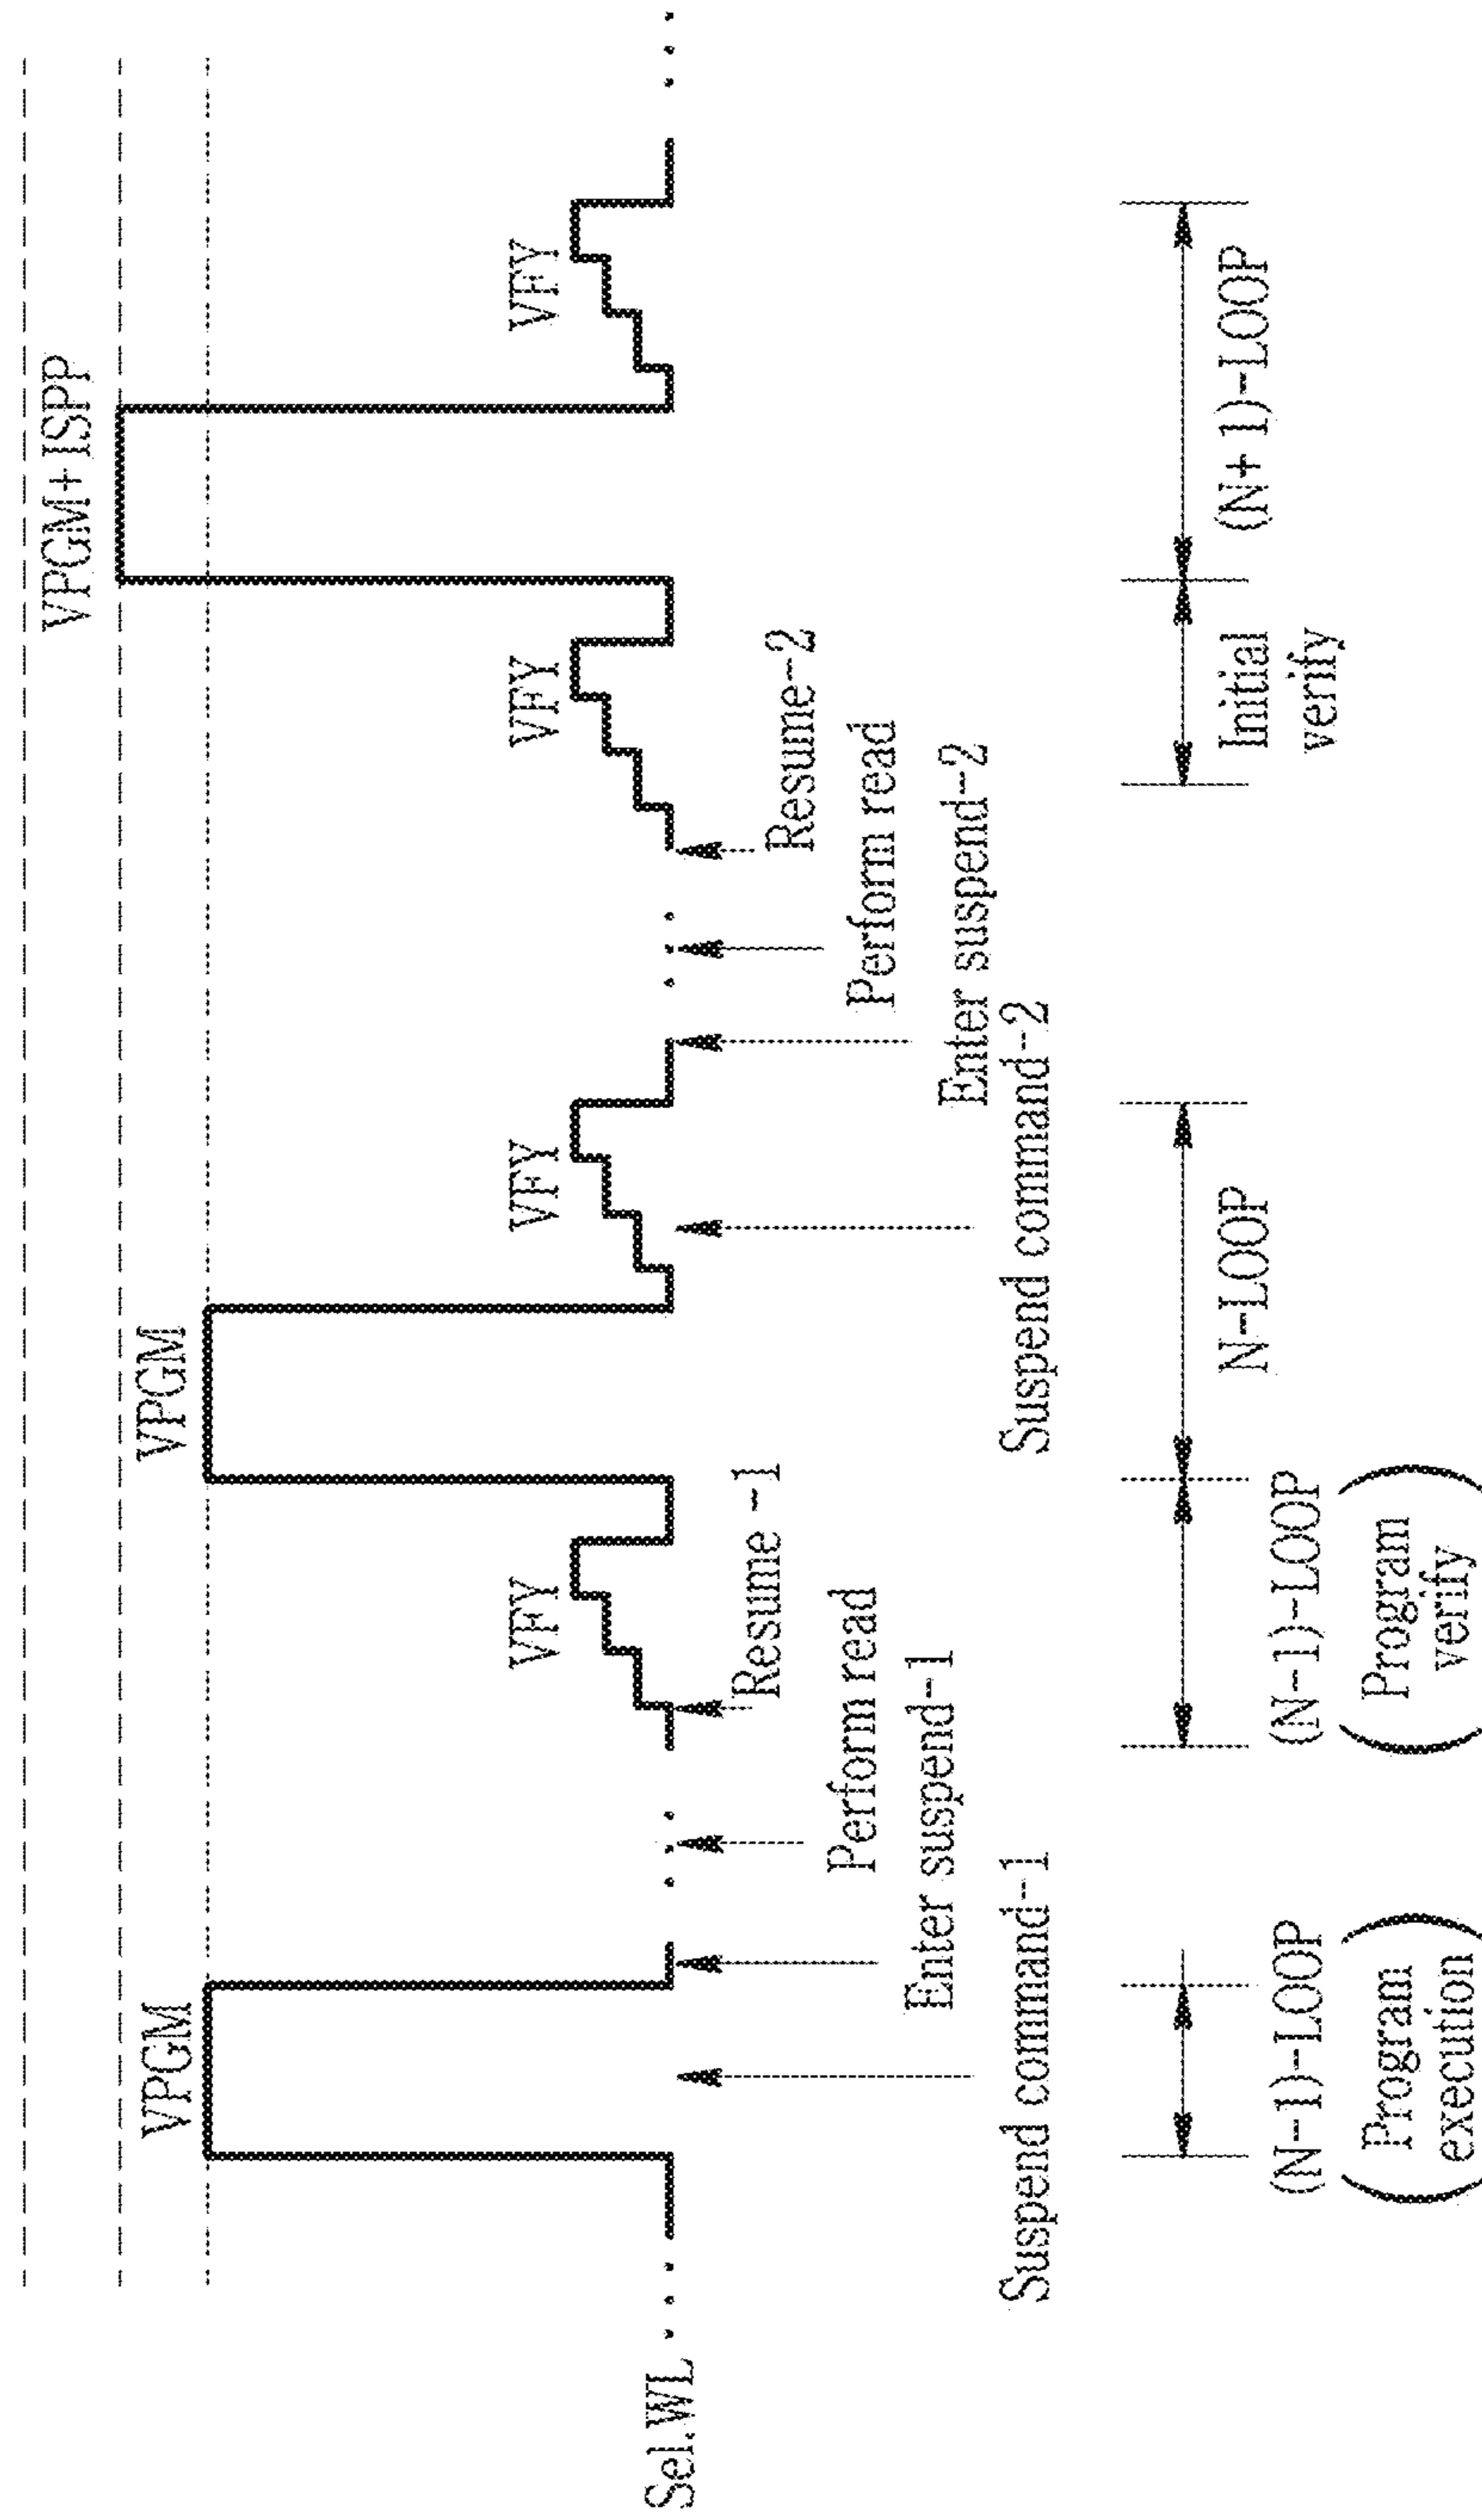 VPGM+ISPP
VPGM
VPGM
VFY
VFY
VFY
Sel.WL
Resume -1
Resume-2
Perform read
Perform read
Enter suspend-1
Enter suspend-2
Suspend command-1
Suspend command-2
(N-1)-LOOP
(Program
execution)
(N-1)-LOOP
(Program
verify)
N-LOOP
Initial
verify
(N+1)-LOOP
VFY